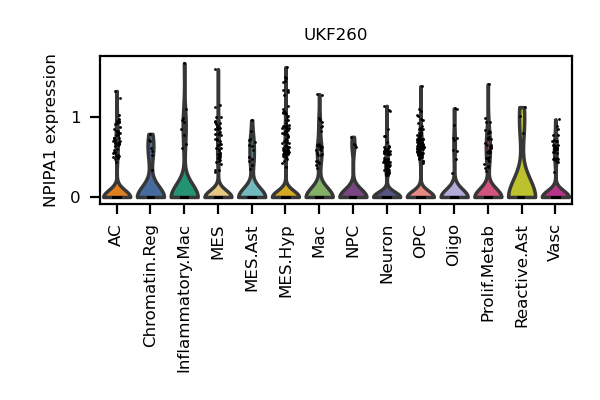 UKF260
NPIPA1 expression
1
0
AC
Chromatin.Reg
Inflammatory.Mac
MES
MES.Ast
MES.Hyp
Mac
NPC
Neuron
OPC
Oligo
Prolif.Metab
Reactive.Ast
Vasc